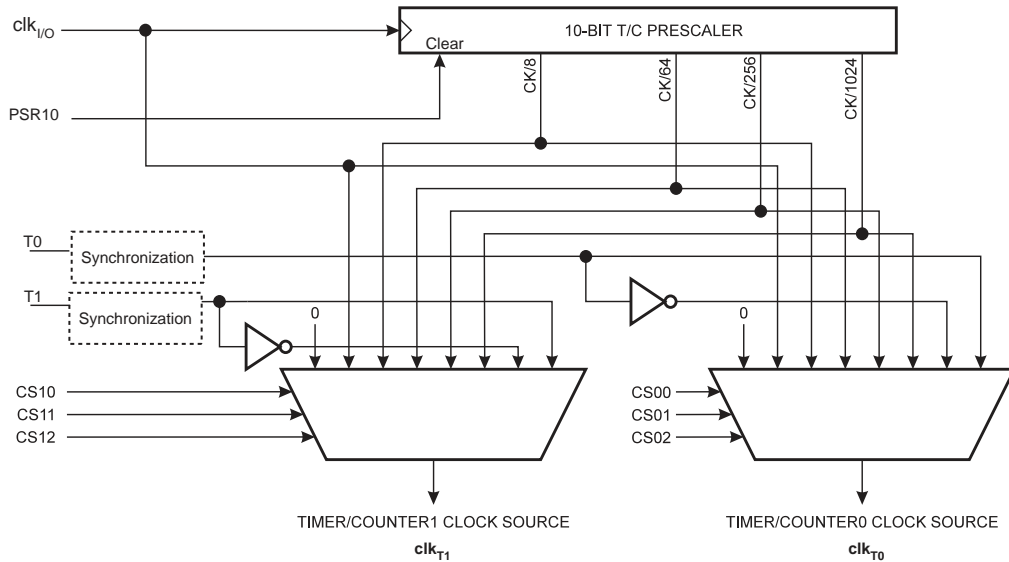 clkI/O
10-BIT T/C PRESCALER
Clear
CK/8
CK/64
CK/256
CK/1024
PSR10
T0
Synchronization
T1
Synchronization
0
0
CS10
CS11
CS12
CS00
CS01
CS02
TIMER/COUNTER1 CLOCK SOURCE
clkT1
TIMER/COUNTER0 CLOCK SOURCE
clkT0